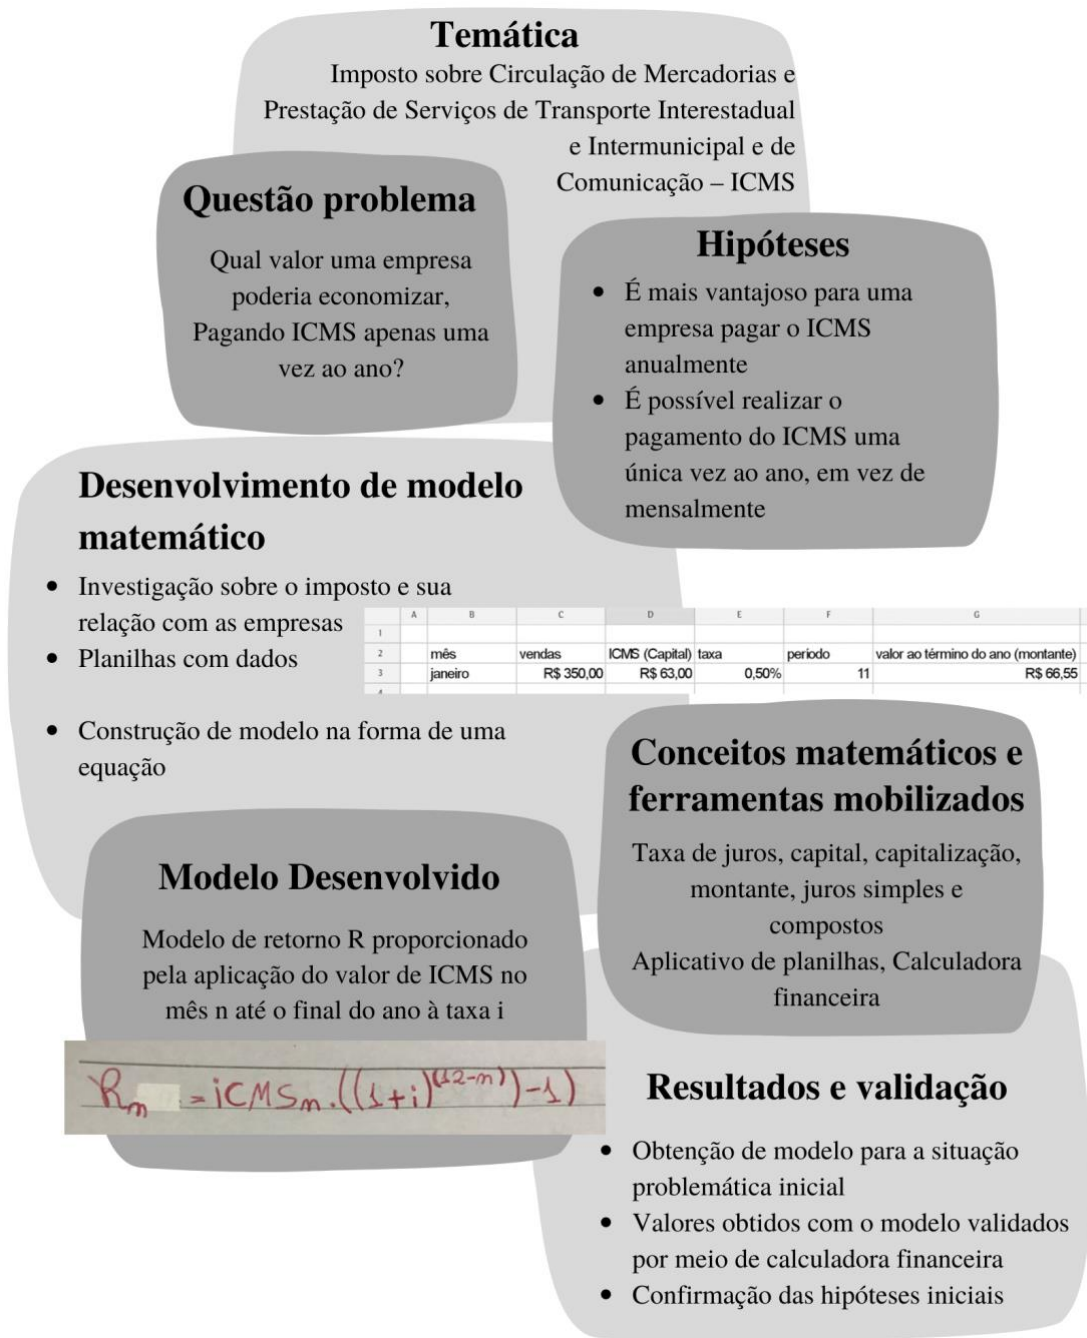 Temática
Imposto sobre Circulação de Mercadorias e
Prestação de Serviços de Transporte Interestadual
e Intermunicipal e de
Comunicação – ICMS
Questão problema
Qual valor uma empresa
poderia economizar,
Pagando ICMS apenas uma
vez ao ano?
Hipóteses
• É mais vantajoso para uma
empresa pagar o ICMS
anualmente
• É possível realizar o
pagamento do ICMS uma
única vez ao ano, em vez de
mensalmente
Desenvolvimento de modelo
matemático
• Investigação sobre o imposto e sua
relação com as empresas
• Planilhas com dados
A B C D E F G
1
2 mês vendas ICMS (Capital) taxa período valor ao término do ano (montante)
3 janeiro R$ 350,00 R$ 63,00 0,50% 11 R$ 66,55
4
• Construção de modelo na forma de uma
equação
Conceitos matemáticos e
ferramentas mobilizados
Taxa de juros, capital, capitalização,
montante, juros simples e
compostos
Aplicativo de planilhas, Calculadora
financeira
Modelo Desenvolvido
Modelo de retorno R proporcionado
pela aplicação do valor de ICMS no
mês n até o final do ano à taxa i
Rn = iCMSn.((1+i)^(12-n))-1)
Resultados e validação
• Obtenção de modelo para a situação
problemática inicial
• Valores obtidos com o modelo validados
por meio de calculadora financeira
• Confirmação das hipóteses iniciais